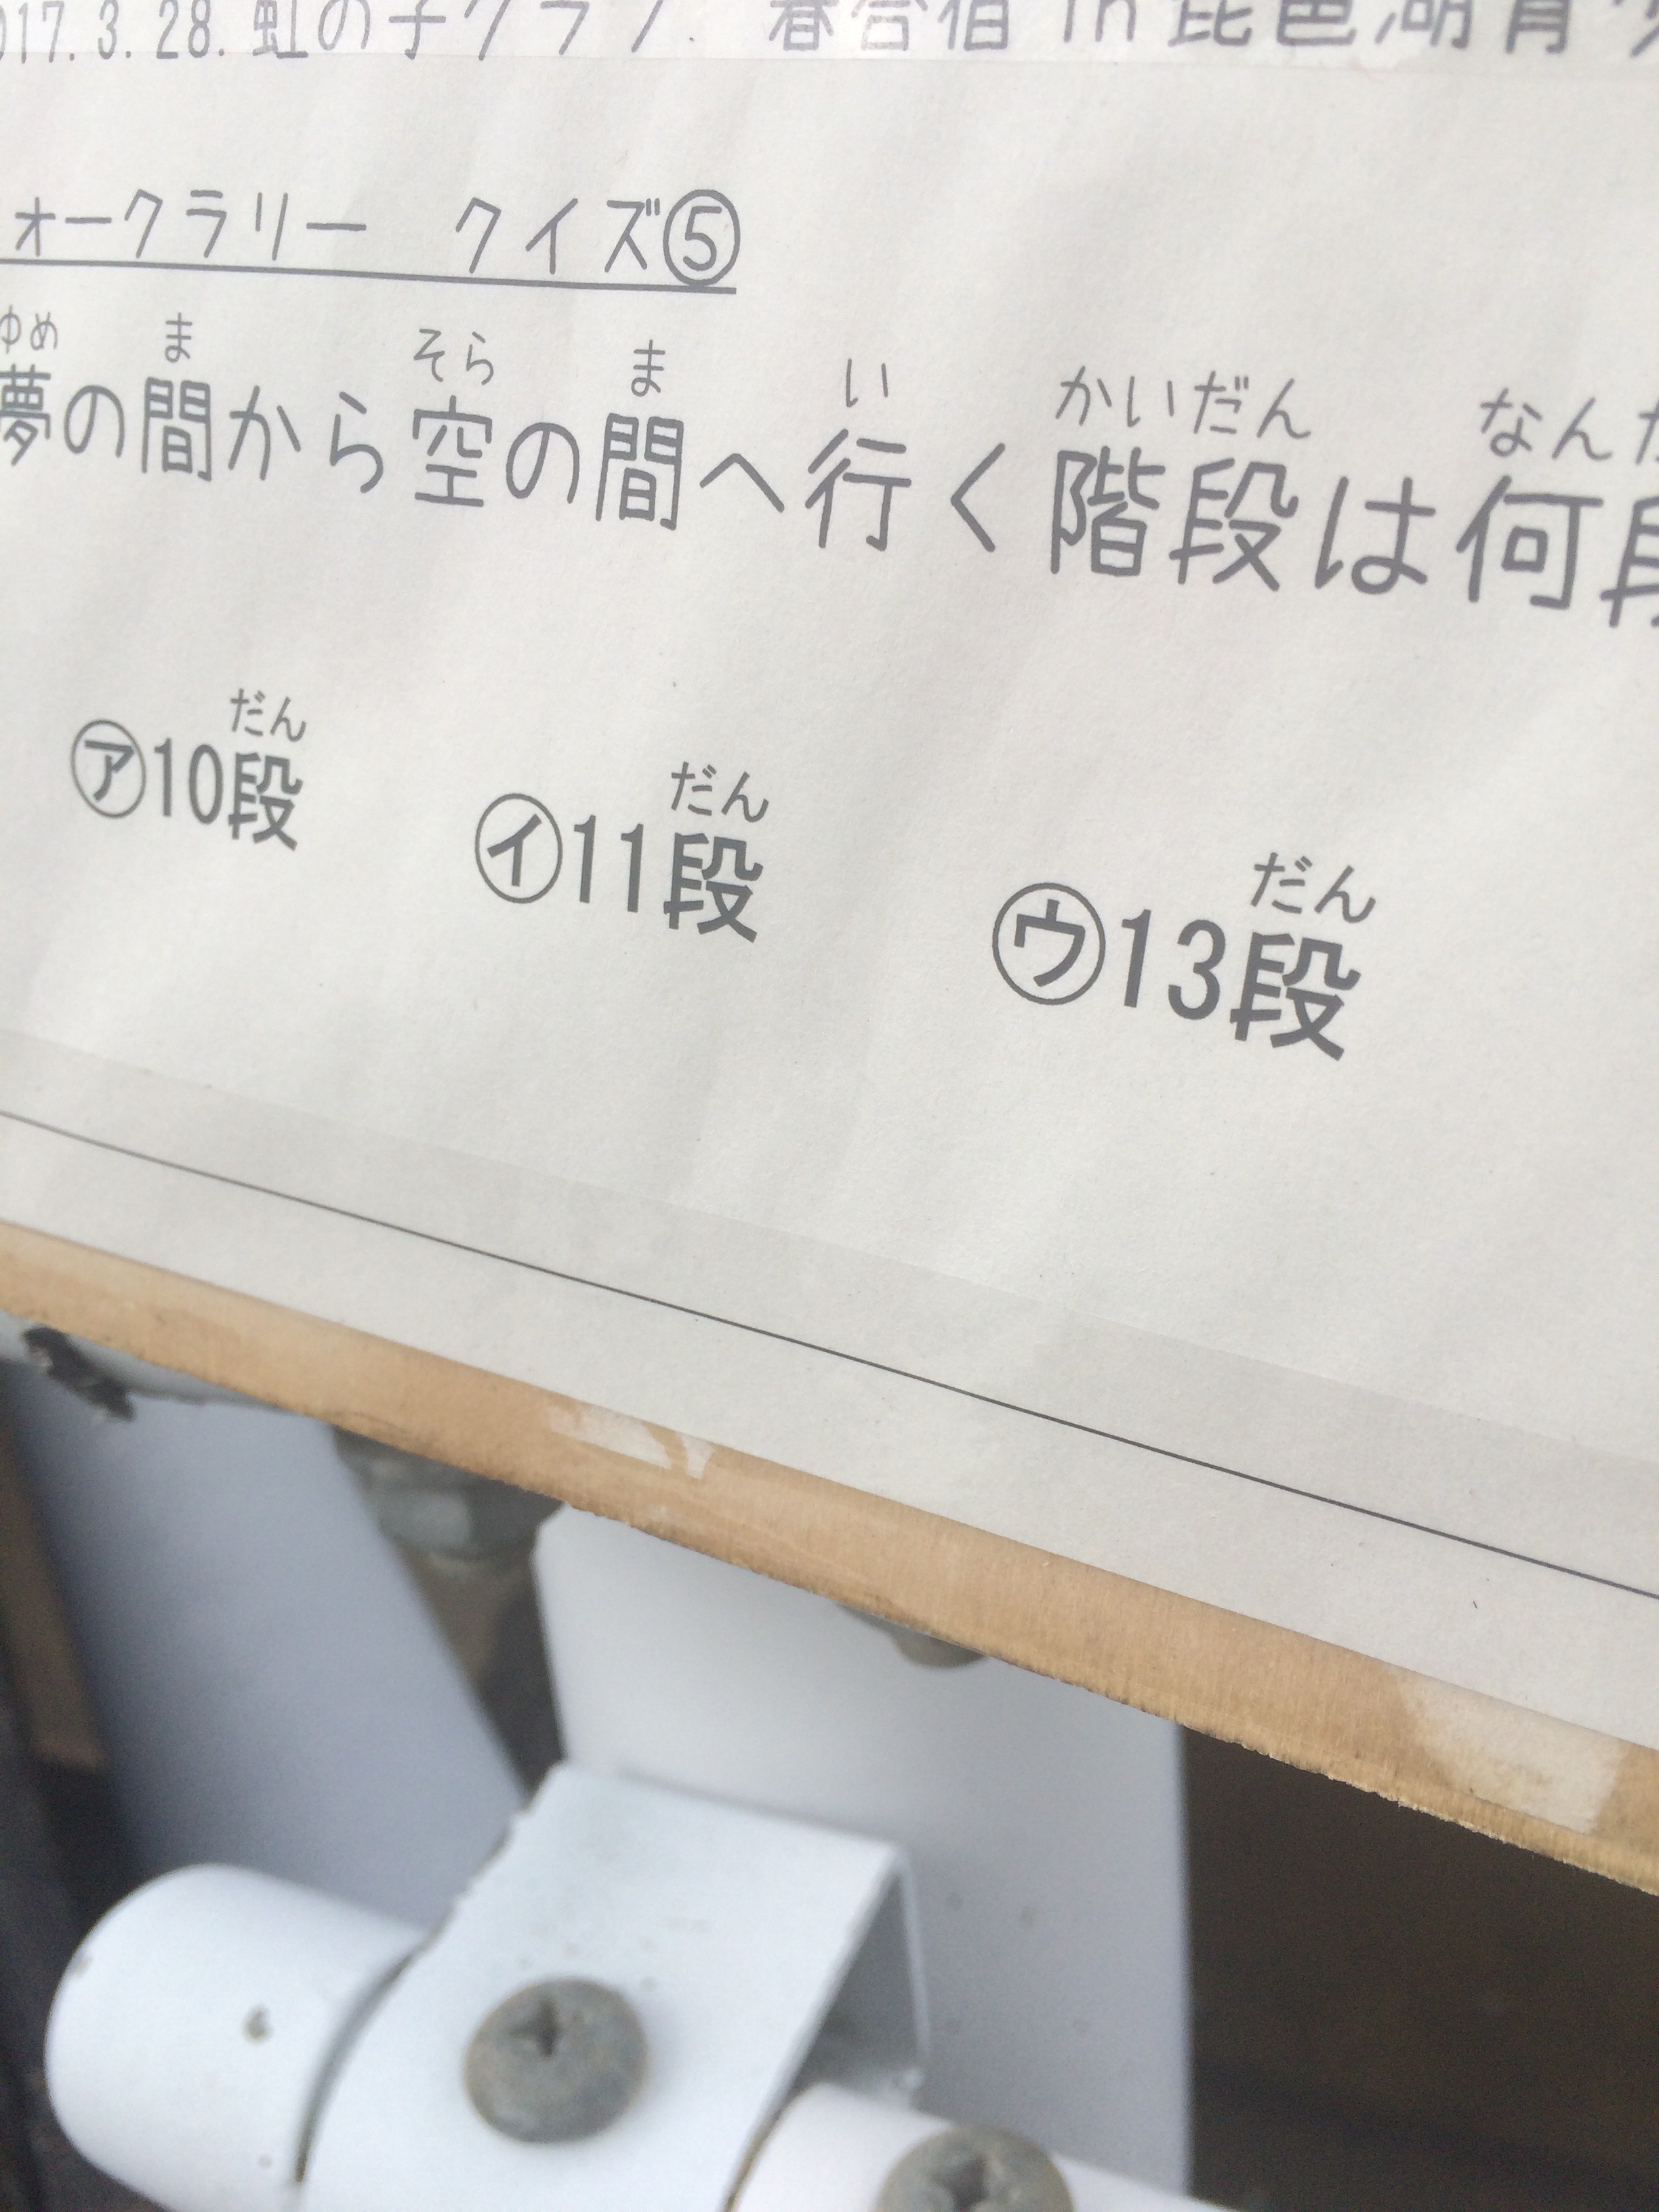 017.3.28. 虹の子クラブ 春合宿 in 琵琶湖青少
ォークラリー クイズ⑤
ゆめ ま そら ま い かいだん なんだ
夢の間から空の間へ行く階段は何段
だん だん だん
㋐10段 ㋑11段 ㋒13段